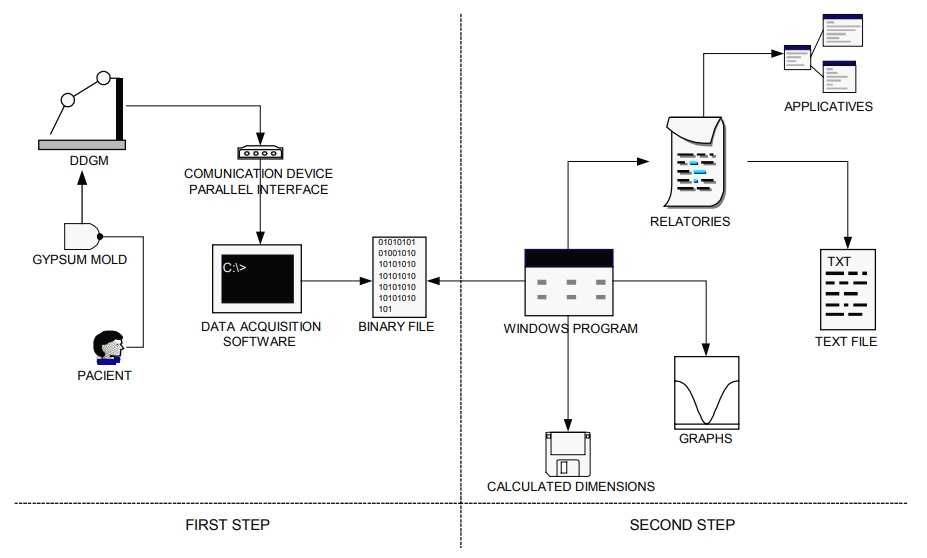 DDGM
COMUNICATION DEVICE
PARALLEL INTERFACE
GYPSUM MOLD
PACIENT
C:\>
DATA ACQUISITION
SOFTWARE
01010101
01001010
10101010
10101010
10101010
10101010
101
BINARY FILE
FIRST STEP
APPLICATIVES
RELATORIES
WINDOWS PROGRAM
TXT
TEXT FILE
GRAPHS
CALCULATED DIMENSIONS
SECOND STEP